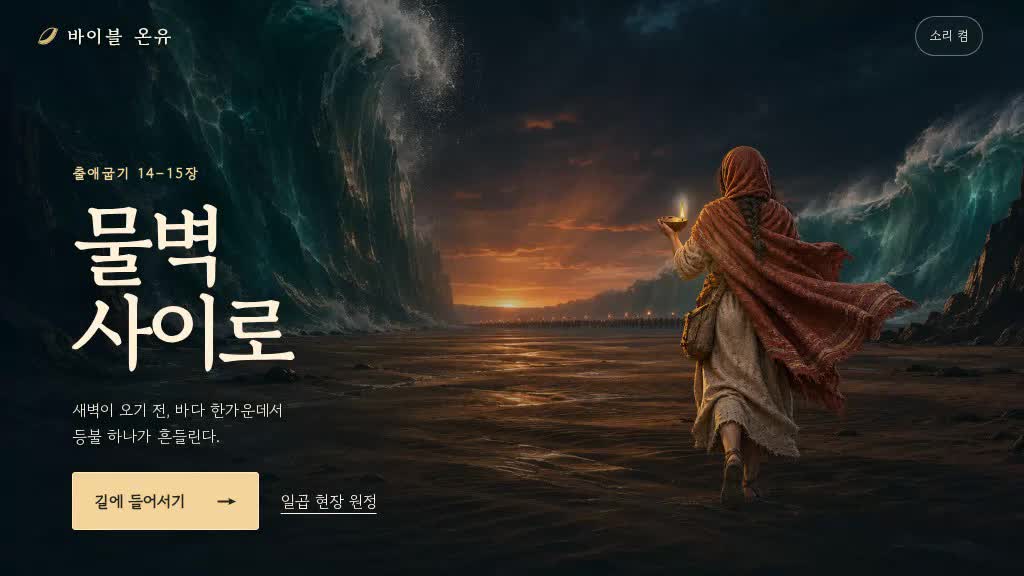 바이블 온유
소리 켬
출애굽기 14–15장
물벽
사이로
새벽이 오기 전, 바다 한가운데서
등불 하나가 흔들린다.
길에 들어서기 →
일곱 현장 원정